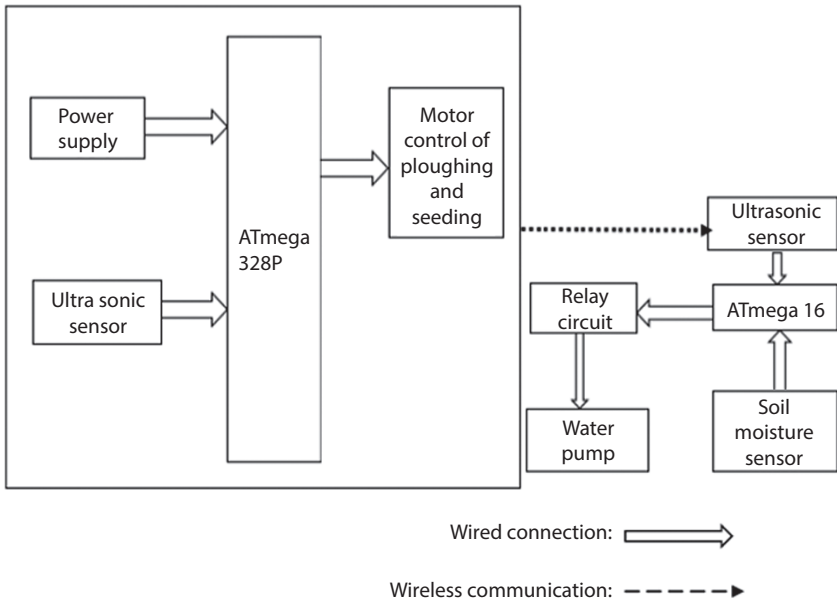 Power
supply
Ultra sonic
sensor
ATmega
328P
Motor
control of
ploughing
and
seeding
Ultrasonic
sensor
ATmega 16
Relay
circuit
Water
pump
Soil
moisture
sensor
Wired connection:
Wireless communication: